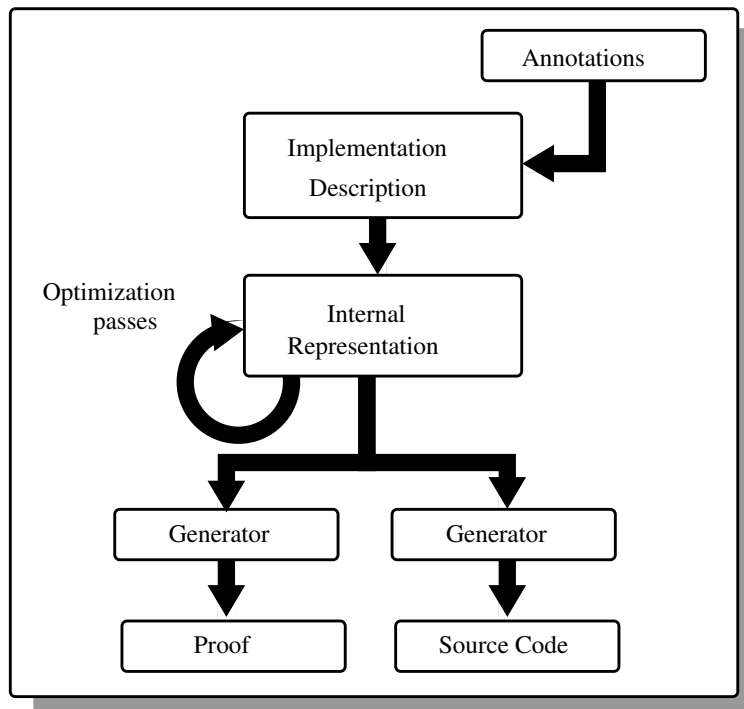 Annotations
Implementation
Description
Optimization
passes
Internal
Representation
Generator
Generator
Proof
Source Code